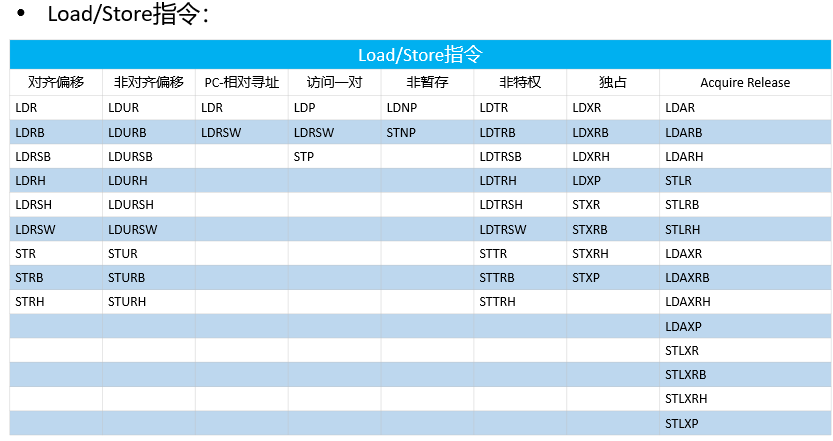 • Load/Store指令：
Load/Store指令
对齐偏移 非对齐偏移 PC-相对寻址 访问一对 非暂存 非特权 独占 Acquire Release
LDR LDUR LDR LDP LDNP LDTR LDXR LDAR
LDRB LDURB LDRSW LDRSW STNP LDTRB LDXRB LDARB
LDRSB LDURSB STP LDTRSB LDXRH LDARH
LDRH LDURH LDTRH LDXP STLR
LDRSH LDURSH LDTRSH STXR STLRB
LDRSW LDURSW LDTRSW STXRB STLRH
STR STUR STTR STXRH LDAXR
STRB STURB STTRB STXP LDAXRB
STRH STURH STTRH LDAXRH
LDAXP
STLXR
STLXRB
STLXRH
STLXP